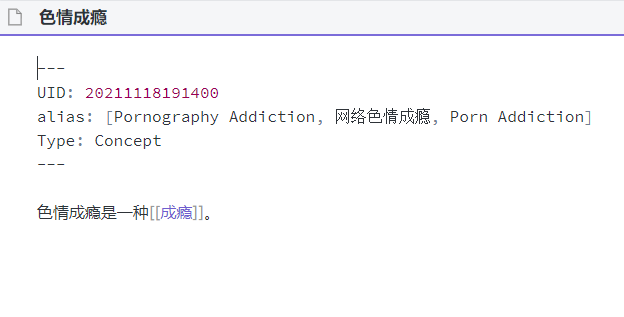 色情成瘾
---
UID: 20211118191400
alias: [Pornography Addiction, 网络色情成瘾, Porn Addiction]
Type: Concept
---
色情成瘾是一种[[成瘾]]。